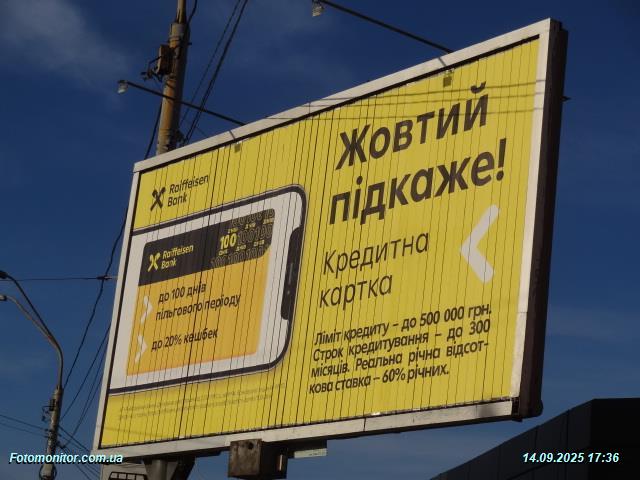 Raiffeisen
Bank
Жовтий
підкаже!
Raiffeisen
Bank
100
до 100 днів
пільгового періоду
до 20% кешбек
Кредитна
картка
Ліміт кредиту – до 500 000 грн.
Строк кредитування – до 300
місяців. Реальна річна відсот-
кова ставка – 60% річних.
Fotomonitor.com.ua
14.09.2025 17:36